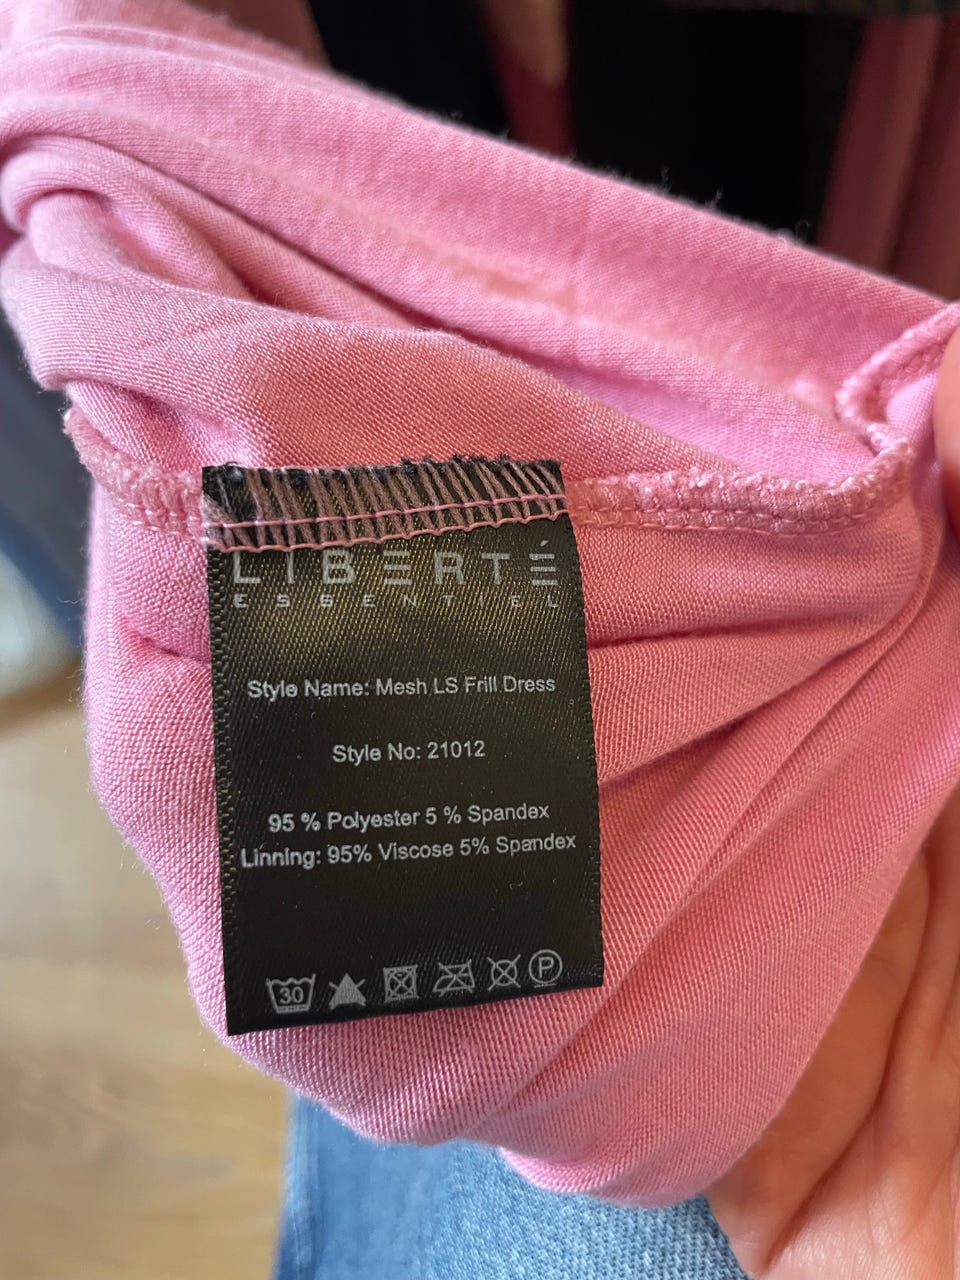 LIBERTÉ
ESSENTIEL
Style Name: Mesh LS Frill Dress
Style No: 21012
95 % Polyester 5 % Spandex
Linning: 95% Viscose 5% Spandex
30 P